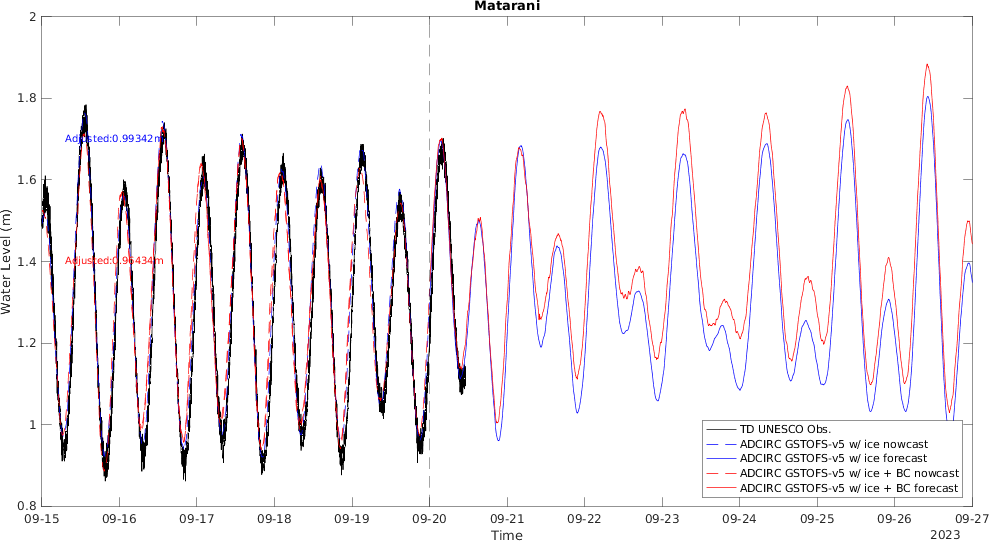 Matarani
2
1.8
1.6
1.4
1.2
1
0.8
Water Level (m)
Adjusted:0.99342m
Adjusted:0.96434m
09-15 09-16 09-17 09-18 09-19 09-20 09-21 09-22 09-23 09-24 09-25 09-26 09-27
Time
2023
TD UNESCO Obs.
ADCIRC GSTOFS-v5 w/ ice nowcast
ADCIRC GSTOFS-v5 w/ ice forecast
ADCIRC GSTOFS-v5 w/ ice + BC nowcast
ADCIRC GSTOFS-v5 w/ ice + BC forecast